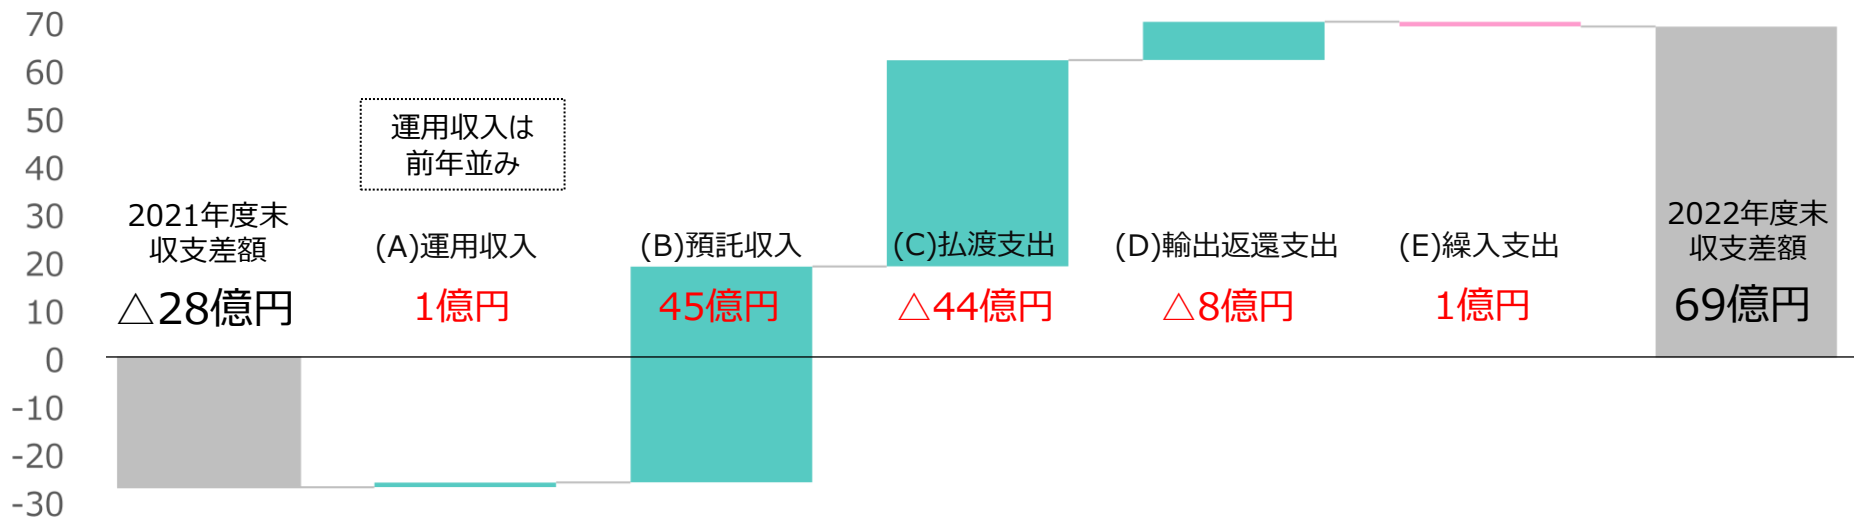 70
60
50
40
30
20
10
0
-10
-20
-30
運用収入は
前年並み
2021年度末
収支差額
△28億円
(A)運用収入
1億円
(B)預託収入
45億円
(C)払渡支出
△44億円
(D)輸出返還支出
△8億円
(E)繰入支出
1億円
2022年度末
収支差額
69億円